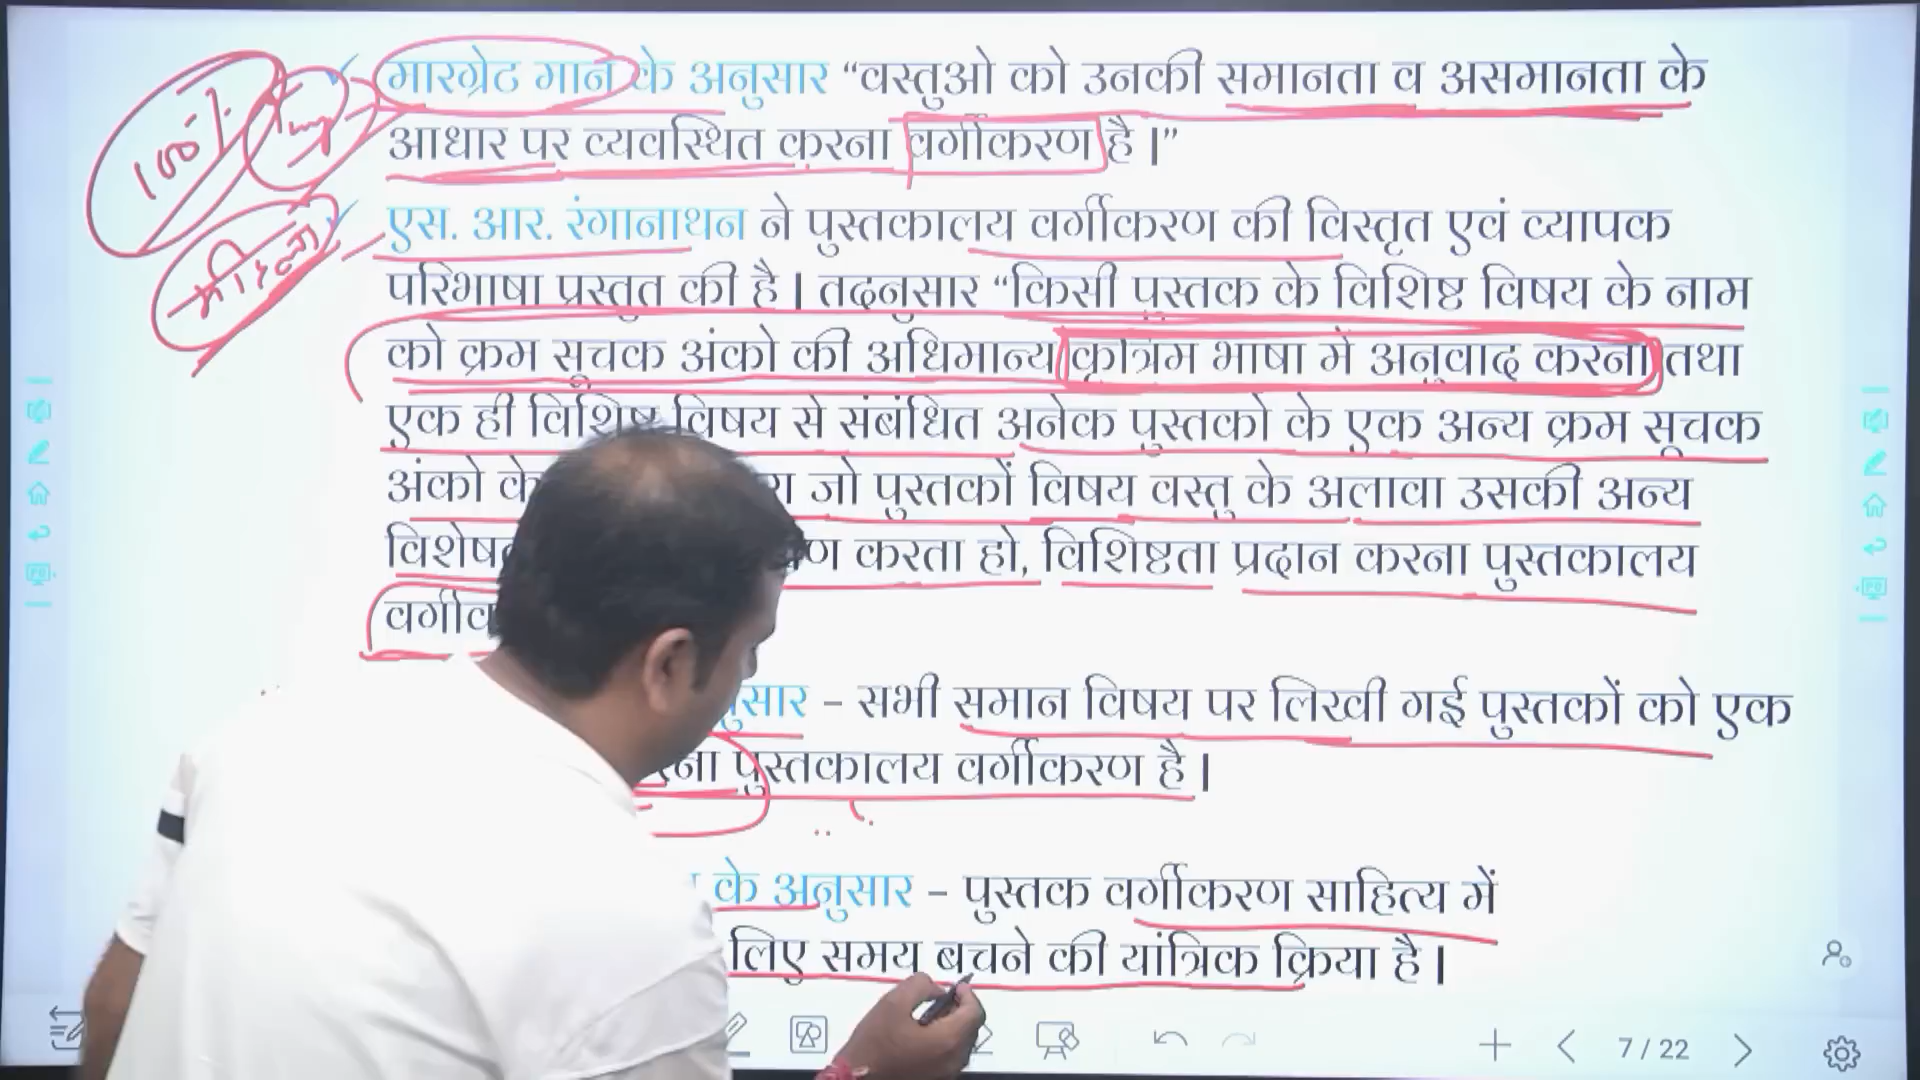 मारग्रेट गान के अनुसार “वस्तुओ को उनकी समानता व असमानता के
आधार पर व्यवस्थित करना वर्गीकरण है।”
100%
Imp
एस. आर. रंगानाथन ने पुस्तकालय वर्गीकरण की विस्तृत एवं व्यापक
परिभाषा प्रस्तुत की है। तदनुसार “किसी पुस्तक के विशिष्ट विषय के नाम
को क्रम सूचक अंको की अधिमान्य कृत्रिम भाषा में अनुवाद करना तथा
एक ही विशिष्ट विषय से संबंधित अनेक पुस्तको के एक अन्य क्रम सूचक
अंको के जो पुस्तकों विषय वस्तु के अलावा उसकी अन्य
करता हो, विशिष्टता प्रदान करना पुस्तकालय
– सभी समान विषय पर लिखी गई पुस्तकों को एक
पुस्तकालय वर्गीकरण है।
के अनुसार – पुस्तक वर्गीकरण साहित्य में
लिए समय बचने की यांत्रिक क्रिया है।
7 / 22